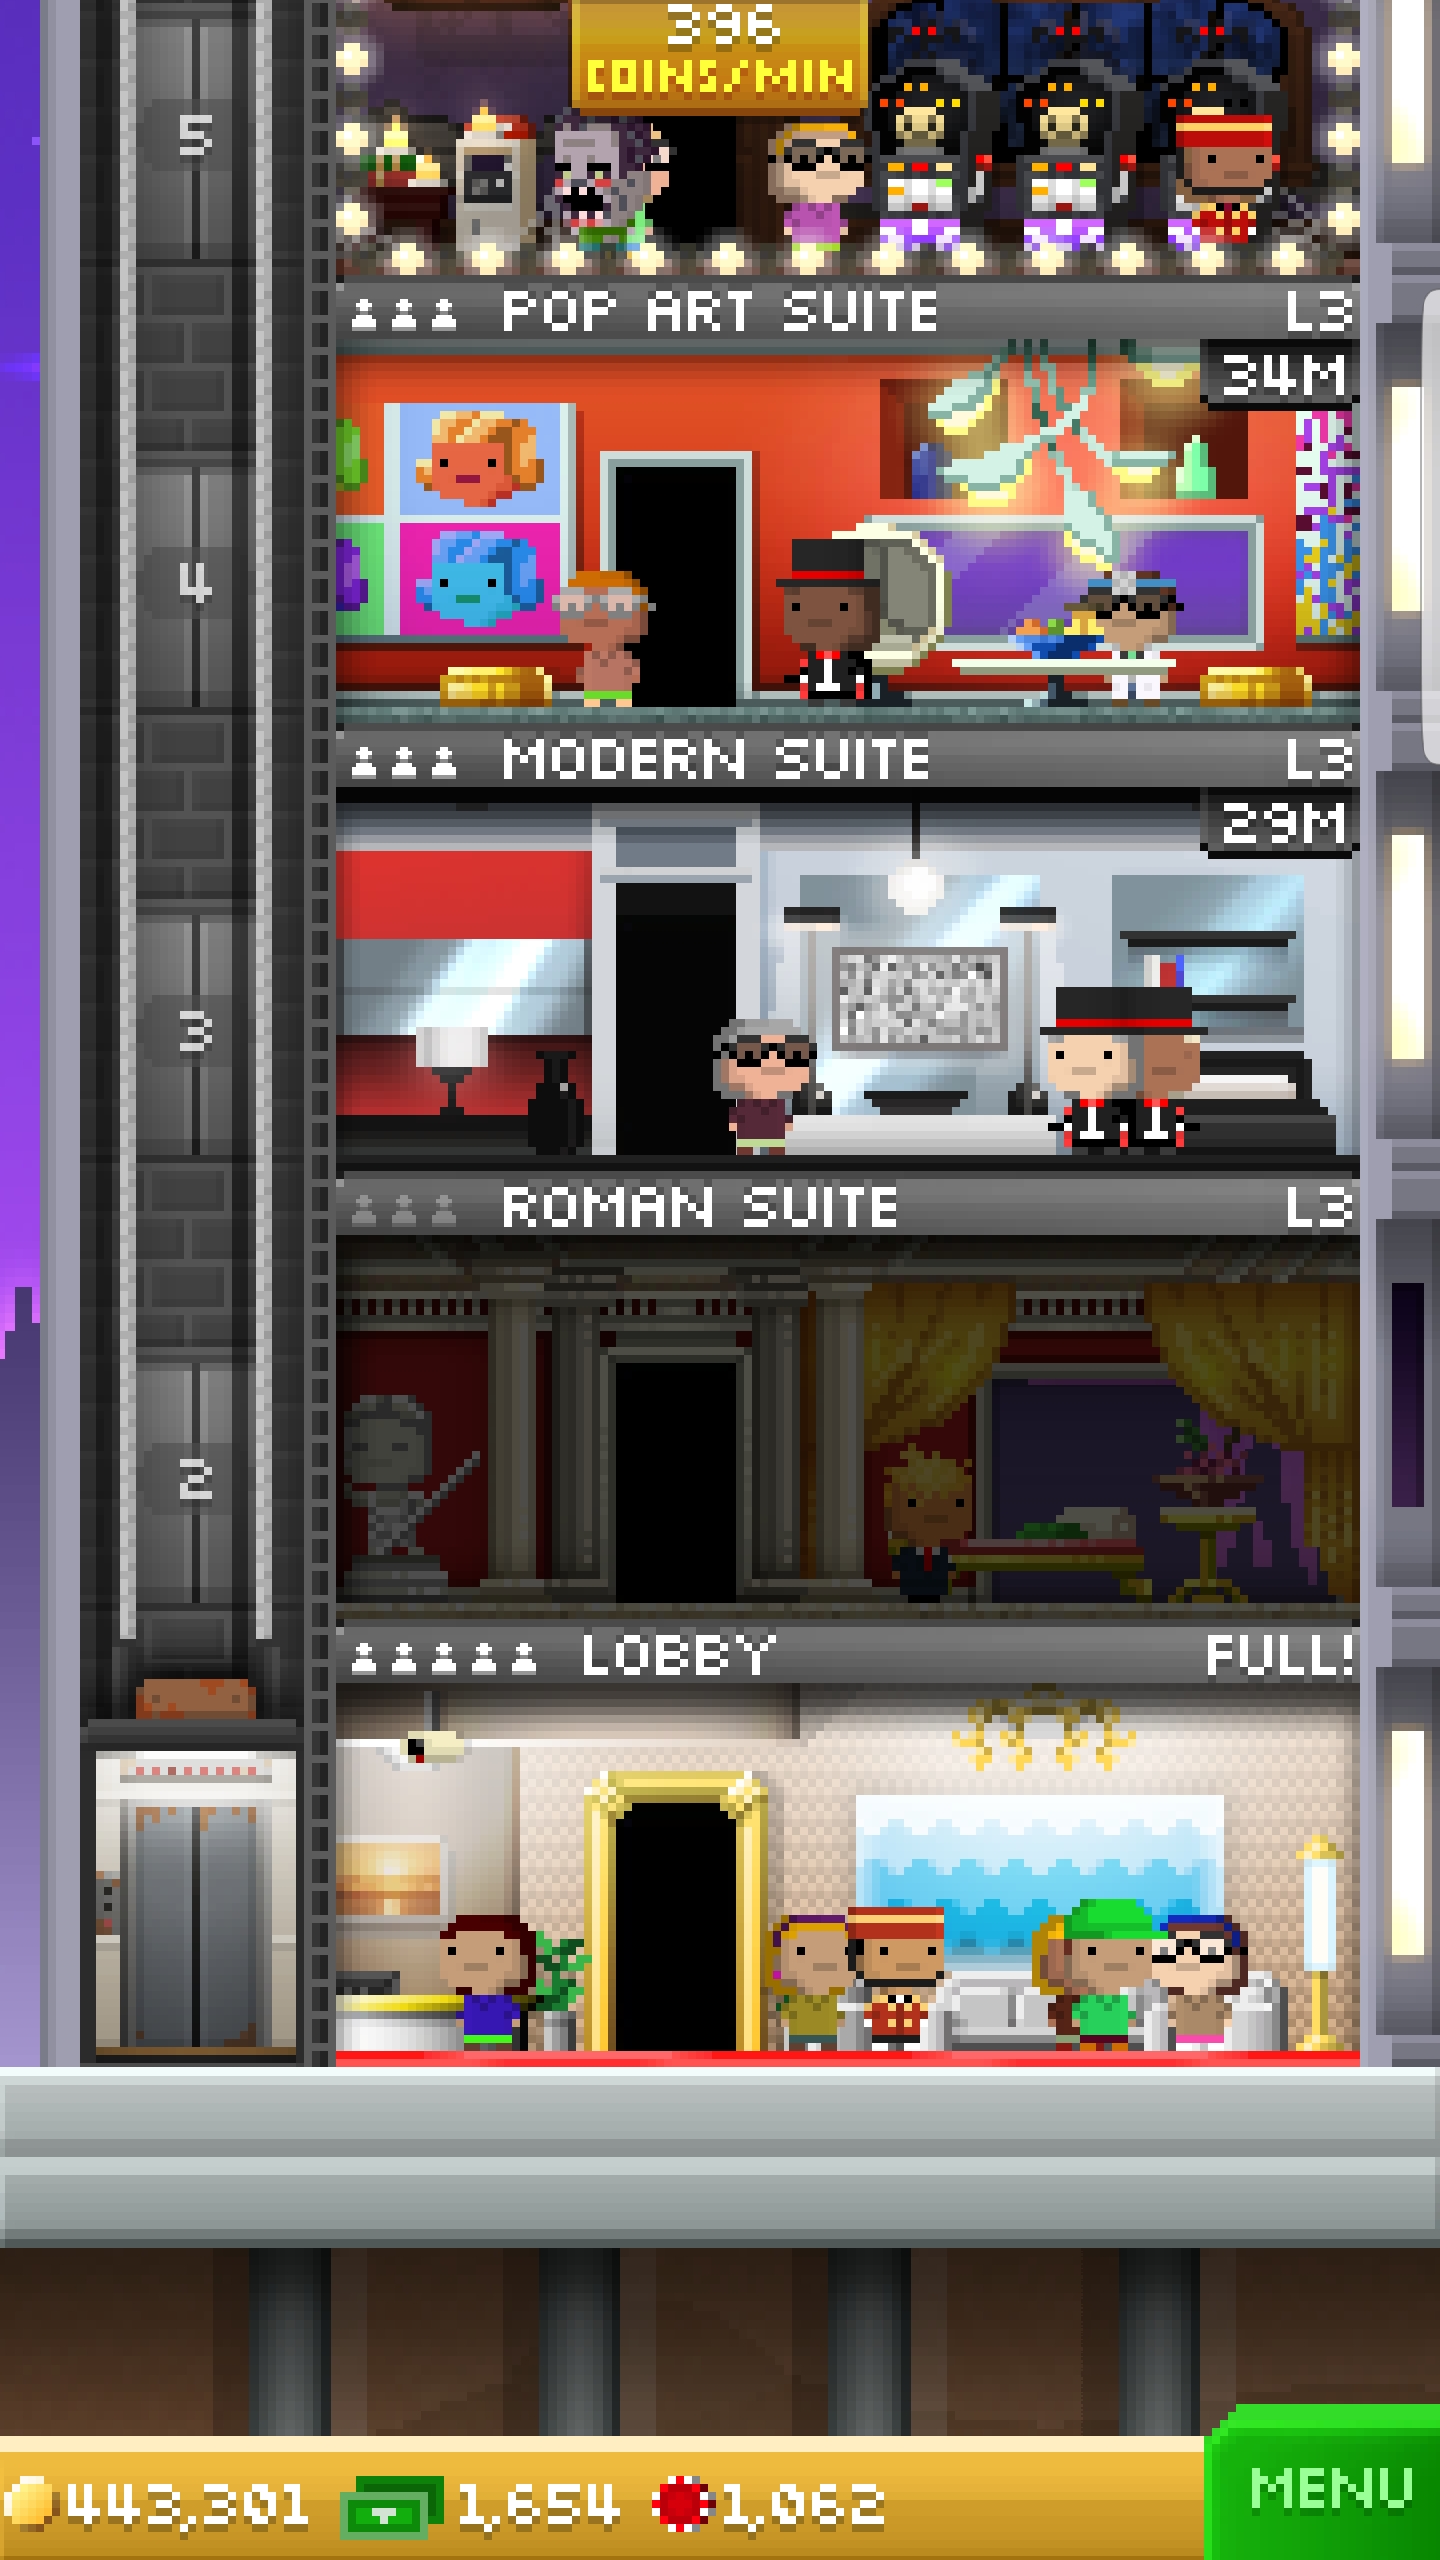 396
COINS/MIN
5
POP ART SUITE L3
34M
4
MODERN SUITE L3
29M
3
ROMAN SUITE L3
2
LOBBY FULL!
443,301 1,654 1,062
MENU